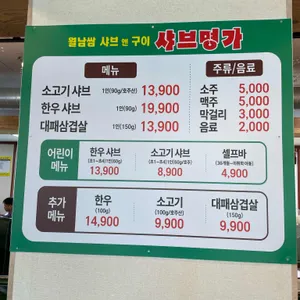 월남쌈 샤브 앤 구이 샤브명가
메뉴
소고기 샤브 1인(90g/호주산) 13,900
한우 샤브 1인(90g) 19,900
대패삼겹살 1인(150g) 13,900
주류/음료
소주 5,000
맥주 5,000
막걸리 3,000
음료 2,000
어린이 메뉴
한우 샤브
13,900
소고기 샤브
8,900
셀프바
4,900
추가 메뉴
한우
(100g)
14,900
소고기
(100g/호주산)
9,900
대패삼겹살
(150g)
9,900